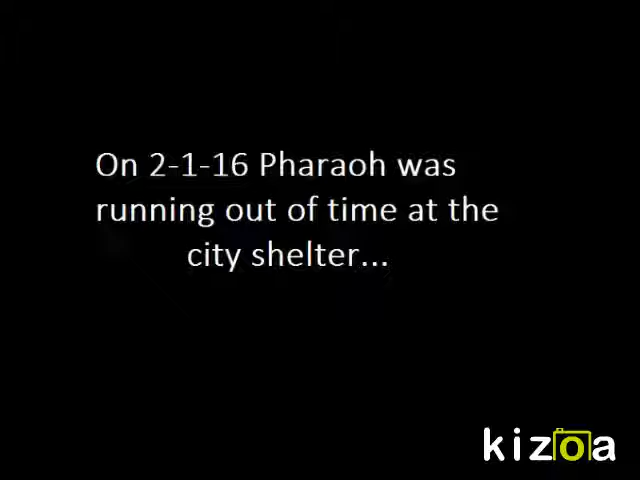 On 2-1-16 Pharaoh was
running out of time at the
city shelter...
kizoa